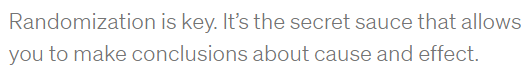 Randomization is key. It’s the secret sauce that allows
you to make conclusions about cause and effect.